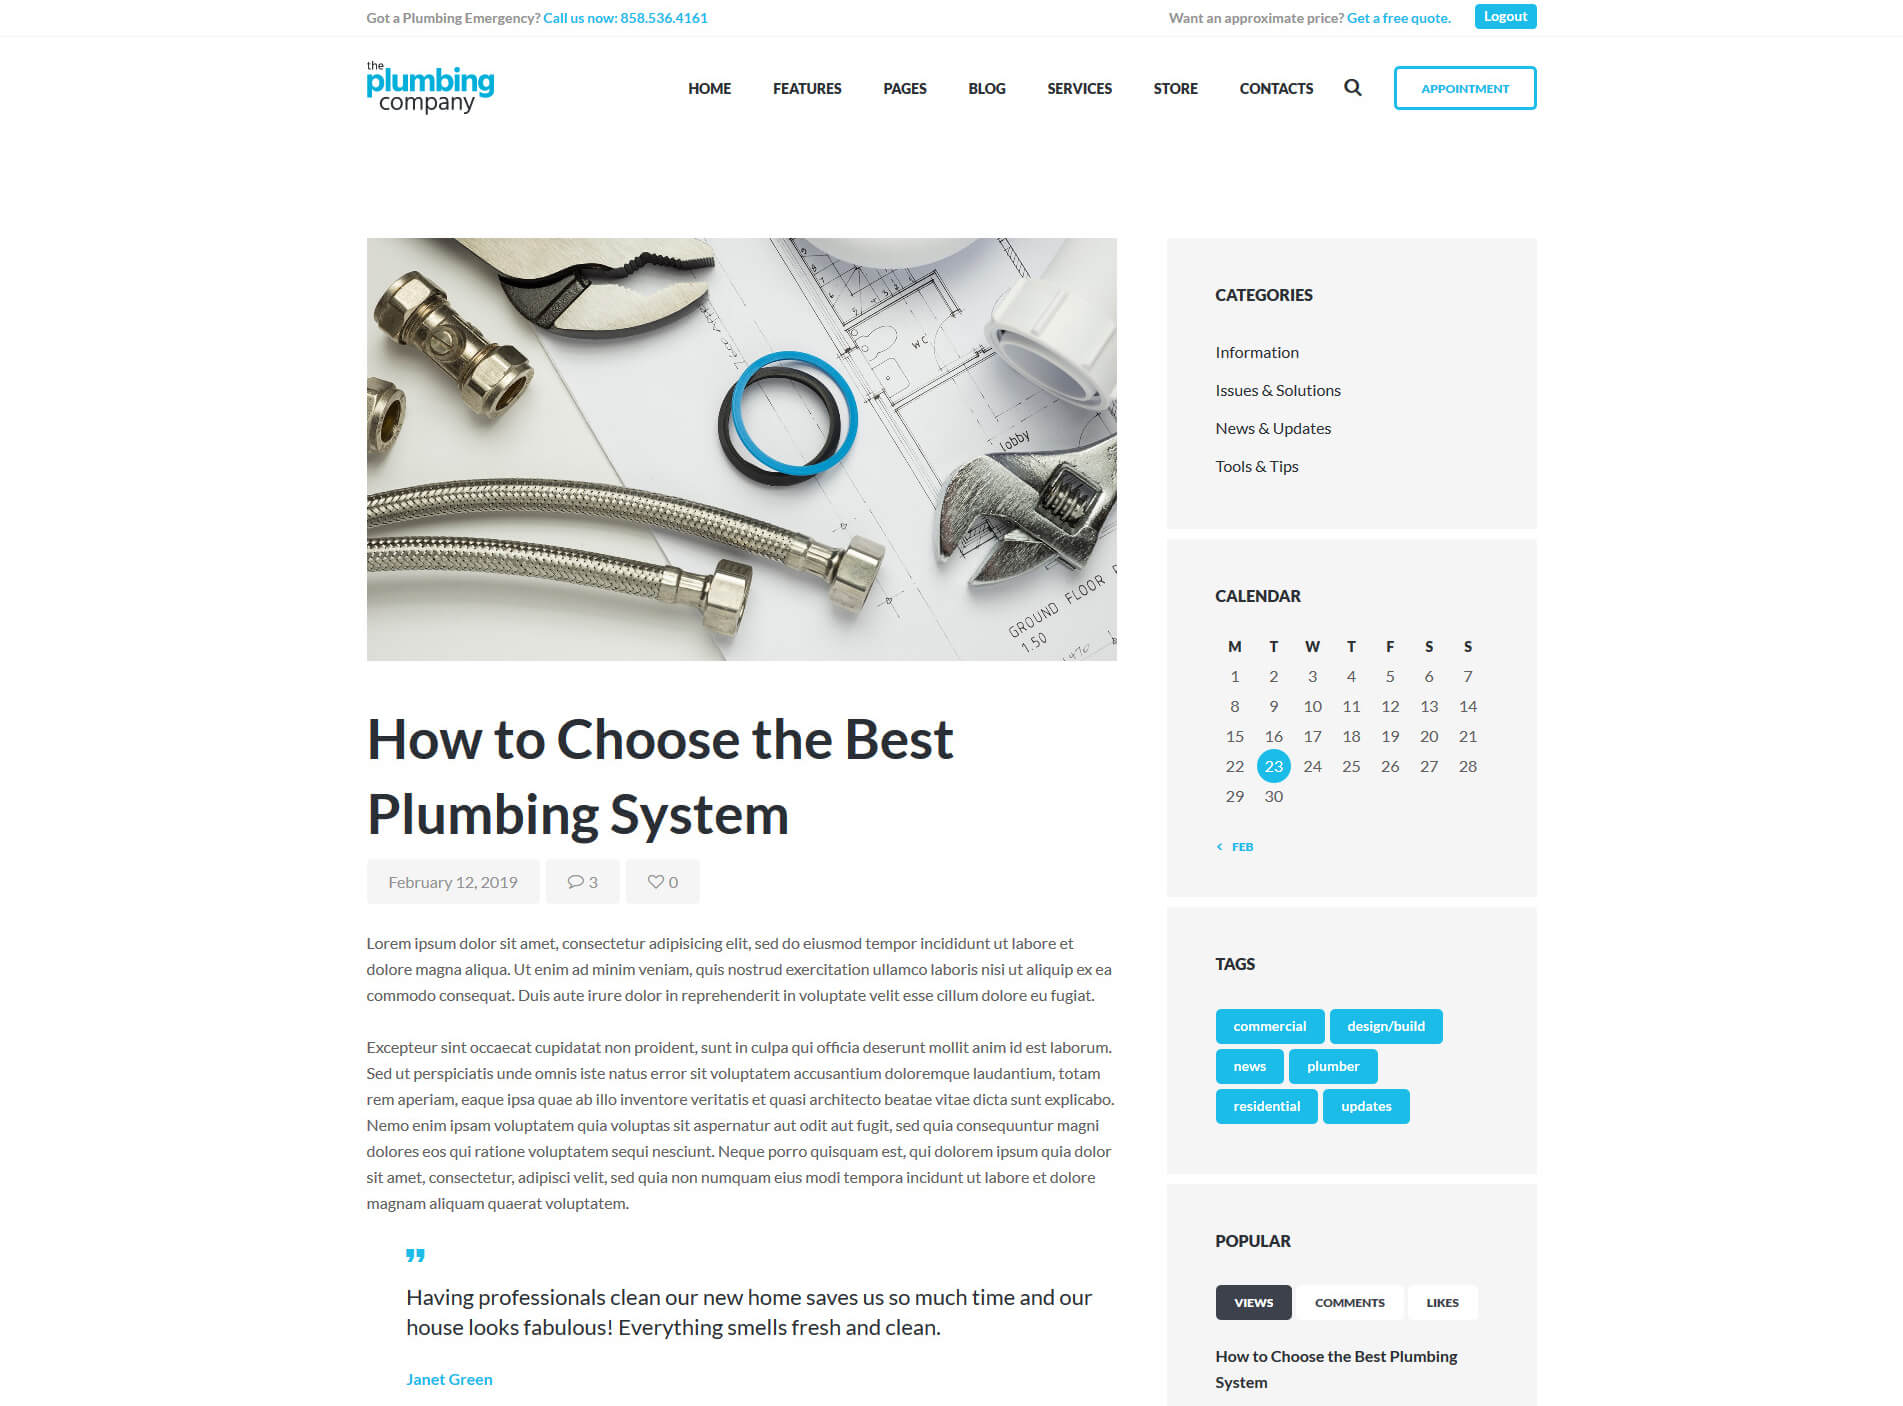 Got a Plumbing Emergency? Call us now: 858.536.4161
Want an approximate price? Get a free quote.
Logout
the
plumbing
company
HOME FEATURES PAGES BLOG SERVICES STORE CONTACTS
APPOINTMENT
WC
lobby
GROUND FLOOR
1.50
How to Choose the Best
Plumbing System
February 12, 2019
3
0
Lorem ipsum dolor sit amet, consectetur adipisicing elit, sed do eiusmod tempor incididunt ut labore et
dolore magna aliqua. Ut enim ad minim veniam, quis nostrud exercitation ullamco laboris nisi ut aliquip ex ea
commodo consequat. Duis aute irure dolor in reprehenderit in voluptate velit esse cillum dolore eu fugiat.
Excepteur sint occaecat cupidatat non proident, sunt in culpa qui officia deserunt mollit anim id est laborum.
Sed ut perspiciatis unde omnis iste natus error sit voluptatem accusantium doloremque laudantium, totam
rem aperiam, eaque ipsa quae ab illo inventore veritatis et quasi architecto beatae vitae dicta sunt explicabo.
Nemo enim ipsam voluptatem quia voluptas sit aspernatur aut odit aut fugit, sed quia consequuntur magni
dolores eos qui ratione voluptatem sequi nesciunt. Neque porro quisquam est, qui dolorem ipsum quia dolor
sit amet, consectetur, adipisci velit, sed quia non numquam eius modi tempora incidunt ut labore et dolore
magnam aliquam quaerat voluptatem.
Having professionals clean our new home saves us so much time and our
house looks fabulous! Everything smells fresh and clean.
Janet Green
CATEGORIES
Information
Issues & Solutions
News & Updates
Tools & Tips
CALENDAR
M T W T F S S
1 2 3 4 5 6 7
8 9 10 11 12 13 14
15 16 17 18 19 20 21
22 23 24 25 26 27 28
29 30
FEB
TAGS
commercial design/build
news plumber
residential updates
POPULAR
VIEWS COMMENTS LIKES
How to Choose the Best Plumbing
System